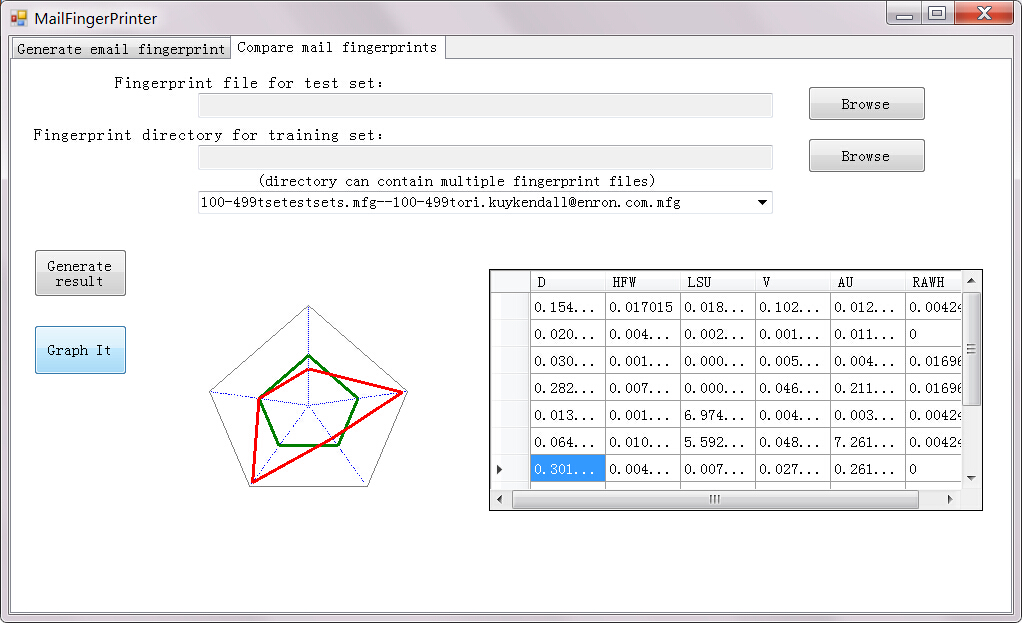 MailFingerPrinter
Generate email fingerprint Compare mail fingerprints
Fingerprint file for test set:
Browse
Fingerprint directory for training set:
Browse
(directory can contain multiple fingerprint files)
100-499tsetestsets.mfg--100-499tori.kuykendall@enron.com.mfg
Generate
result
Graph It
D HFW LSU V AU RAWH
0.154... 0.017015 0.018... 0.102... 0.012... 0.00424
0.020... 0.004... 0.002... 0.001... 0.011... 0
0.030... 0.001... 0.000... 0.005... 0.004... 0.01696
0.282... 0.007... 0.000... 0.046... 0.211... 0.01696
0.013... 0.001... 6.974... 0.004... 0.003... 0.00424
0.064... 0.010... 5.592... 0.048... 7.261... 0.00424
0.301... 0.004... 0.007... 0.027... 0.261... 0